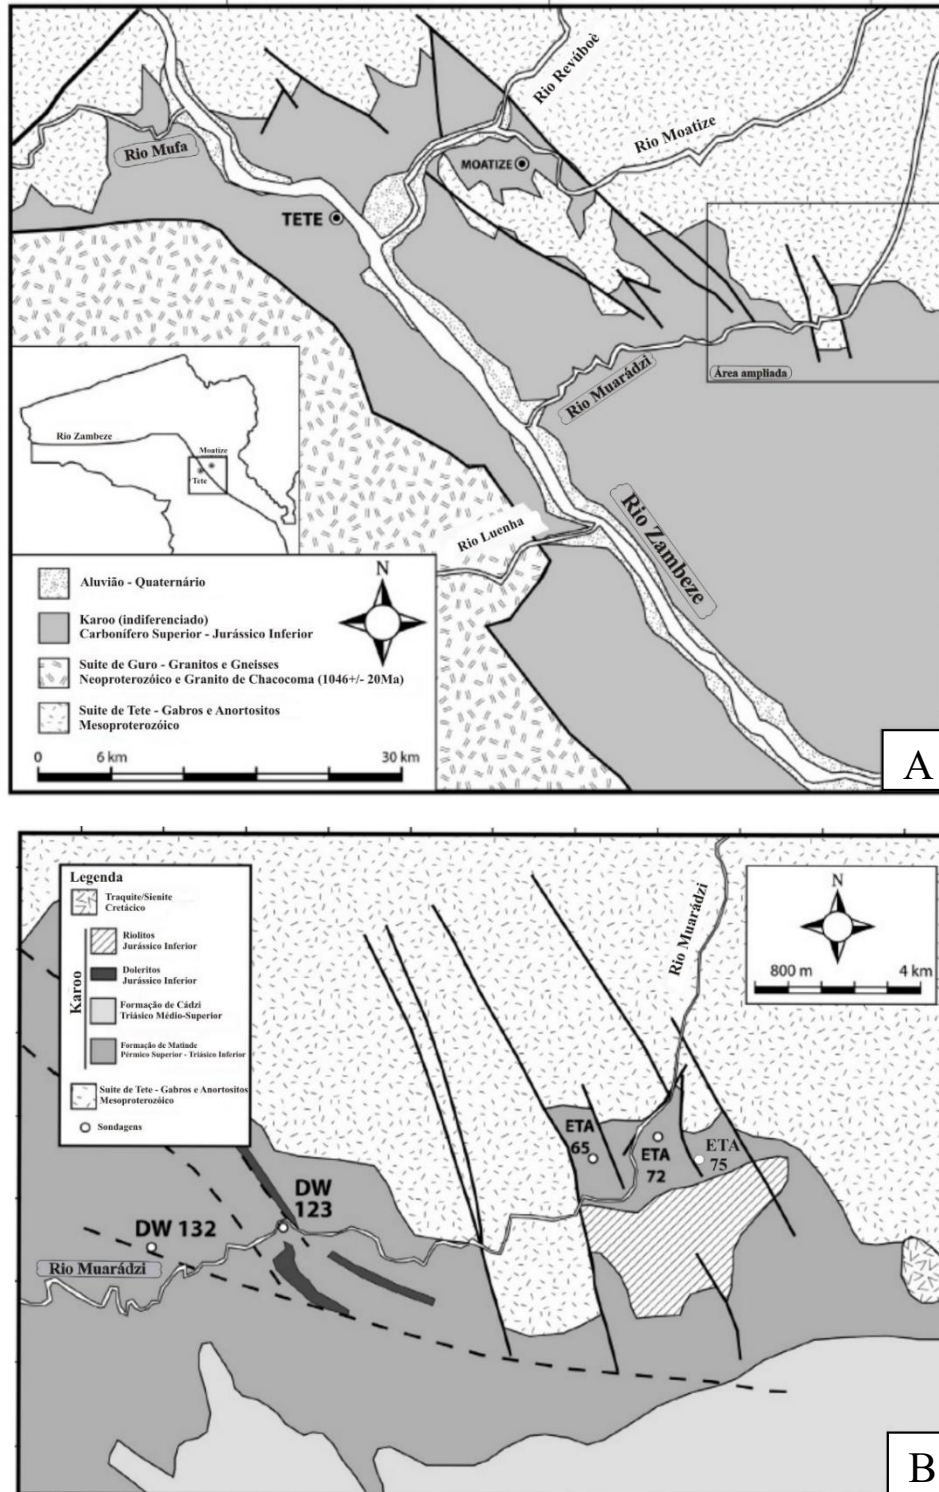 Rio Revúboè
Rio Moatize
Rio Mufa
MOATIZE
TETE
Rio Muarádzi
Área ampliada
Rio Zambeze
Moatize
Tete
Rio Luenha
Rio Zambeze
N
Aluvião - Quaternário
Karoo (indiferenciado)
Carbonífero Superior - Jurássico Inferior
Suite de Guro - Granitos e Gneisses
Neoproterozóico e Granito de Chacocoma (1046+/- 20Ma)
Suite de Tete - Gabros e Anortositos
Mesoproterozóico
0 6 km 30 km
A
Legenda
Traquite/Sienite
Cretácico
Karoo
Riolitos
Jurássico Inferior
Doleritos
Jurássico Inferior
Formação de Cádzi
Triásico Médio-Superior
Formação de Matinde
Pérmico Superior - Triásico Inferior
Suite de Tete - Gabros e Anortositos
Mesoproterozóico
Sondagens
Rio Muarádzi
N
800 m 4 km
ETA
65
ETA
72
ETA
75
DW
123
DW 132
Rio Muarádzi
B